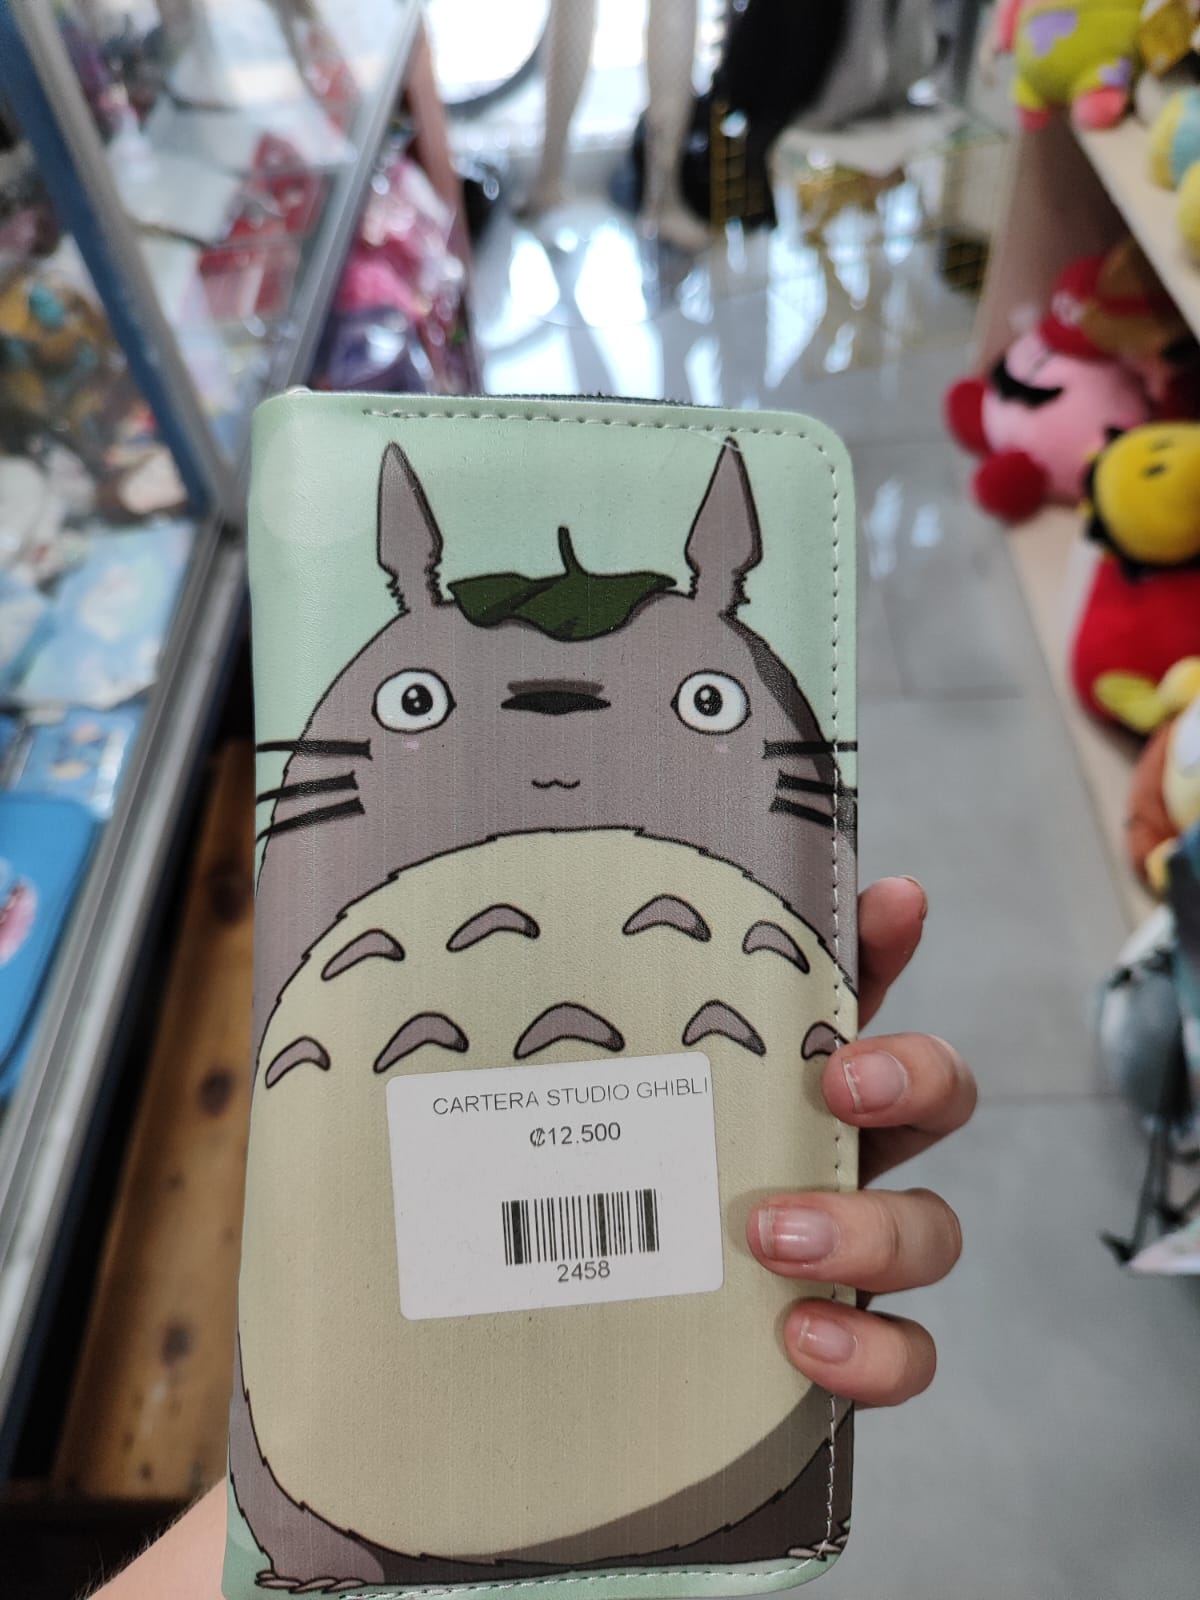 CARTERA STUDIO GHIBLI
₡12.500
2458